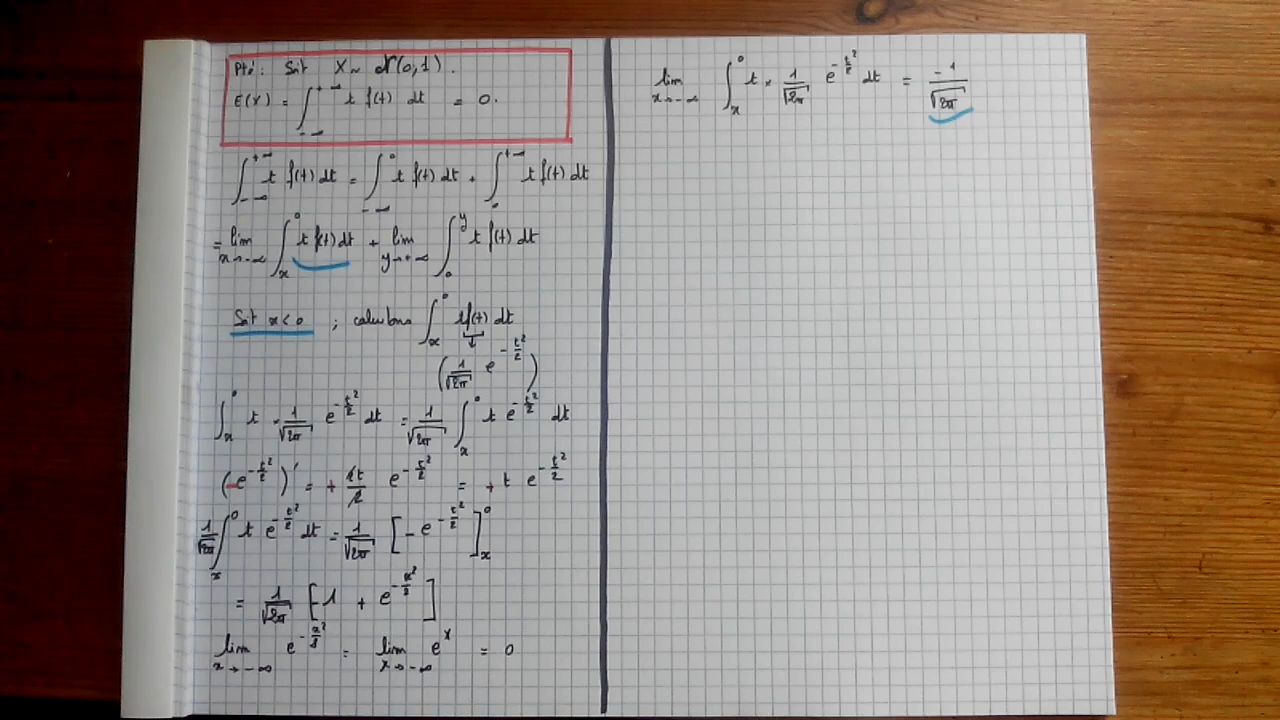 Pté : Soit X ~ N(0,1).
E(X) = ∫_{-∞}^{+∞} t f(t) dt = 0.
∫_{-∞}^{+∞} t f(t) dt = ∫_{-∞}^{0} t f(t) dt + ∫_{0}^{+∞} t f(t) dt
= lim_{x→-∞} ∫_{x}^{0} t f(t) dt + lim_{y→+∞} ∫_{0}^{y} t f(t) dt
Soit x<0 ; calculons ∫_{x}^{0} t f(t) dt
↓
(1/√(2π) e^{-t²/2})
∫_{x}^{0} t × 1/√(2π) e^{-t²/2} dt = 1/√(2π) ∫_{x}^{0} t e^{-t²/2} dt
(-e^{-t²/2})' = + 2t/2 e^{-t²/2} = + t e^{-t²/2}
1/√(2π) ∫_{x}^{0} t e^{-t²/2} dt = 1/√(2π) [-e^{-t²/2}]_{x}^{0}
= 1/√(2π) [-1 + e^{-x²/2}]
lim_{x→-∞} e^{-x²/2} = lim_{X→-∞} e^{X} = 0
lim_{x→-∞} ∫_{x}^{0} t × 1/√(2π) e^{-t²/2} dt = -1/√(2π)